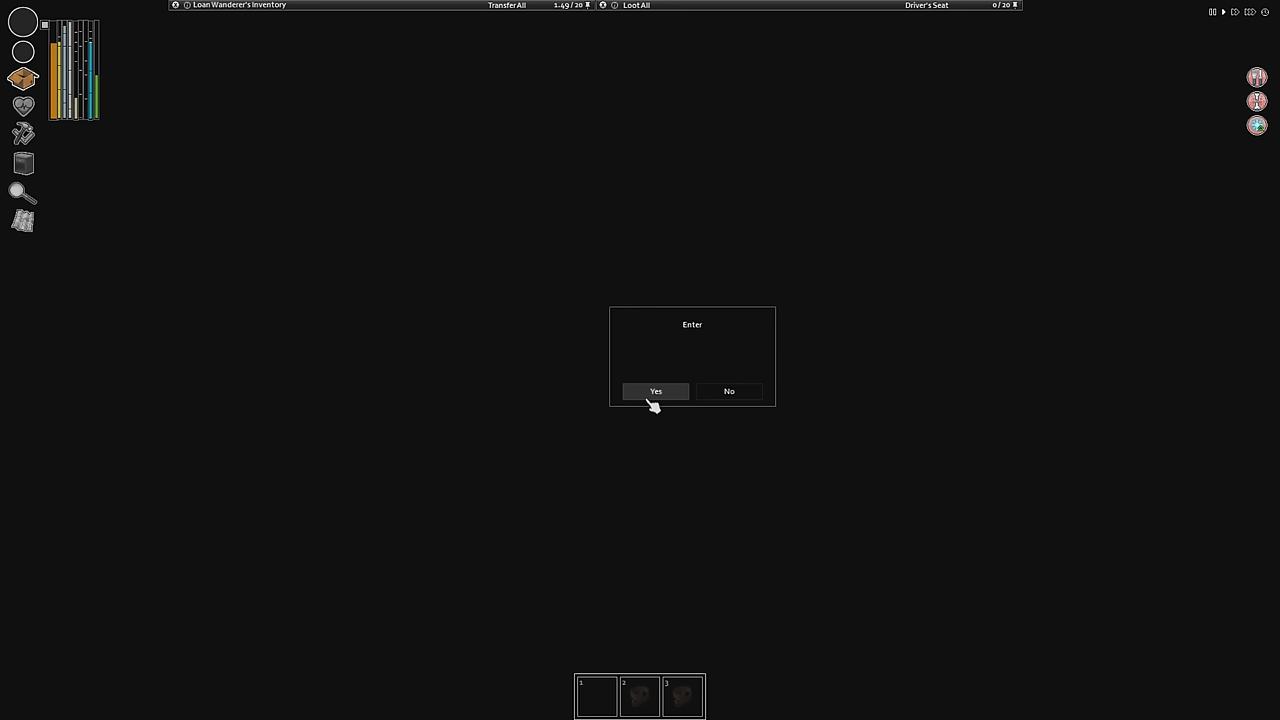 Loan Wanderer's Inventory Transfer All 1.49 / 20 Loot All Driver's Seat 0 / 20
Enter
Yes No
1 2 3